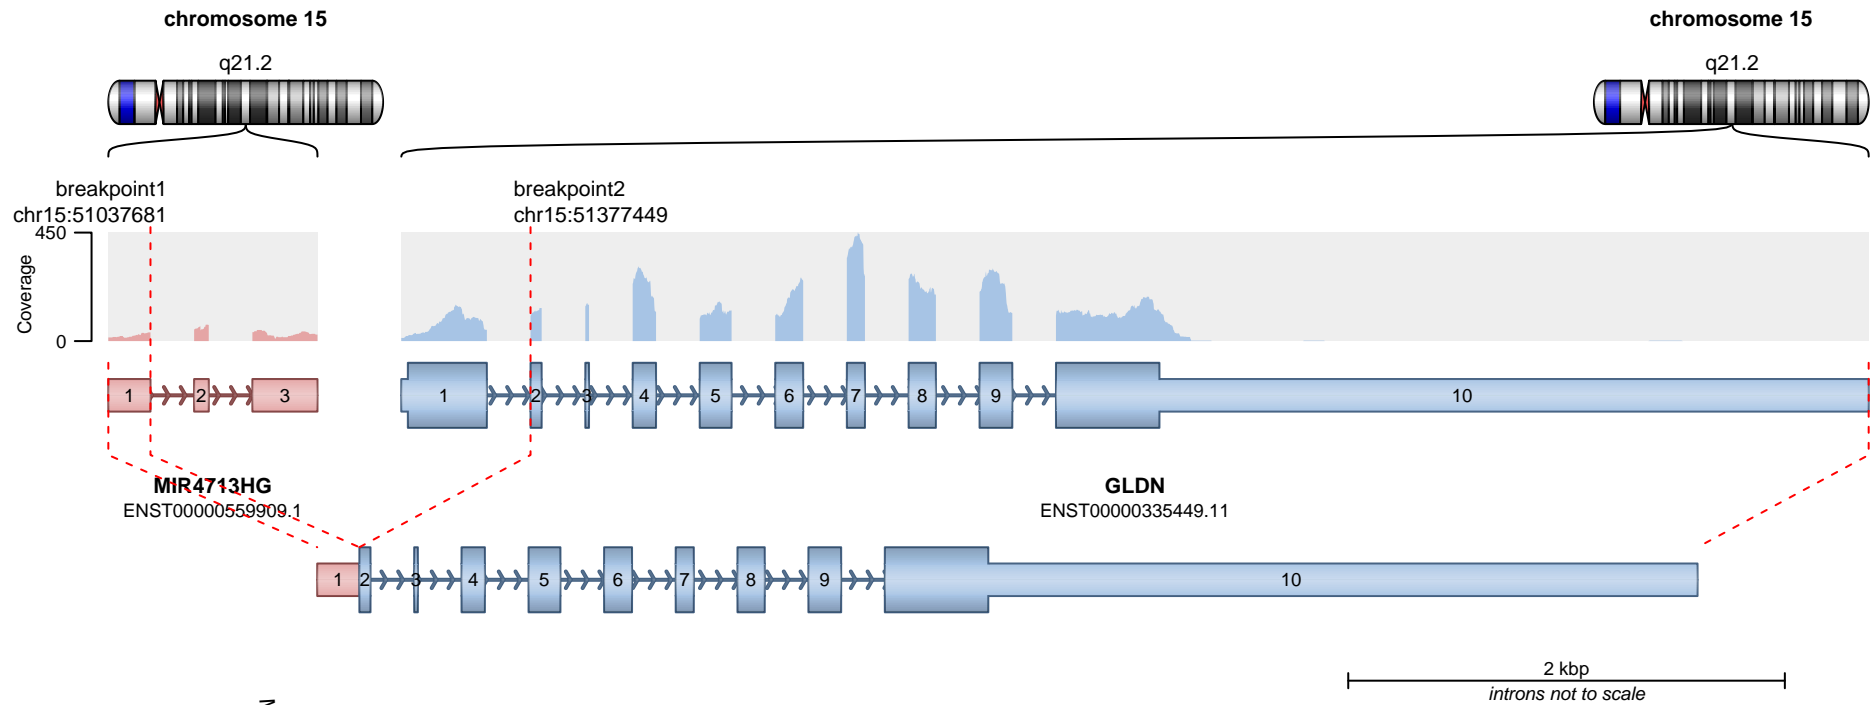 chromosome 15
chromosome 15
q21.2
q21.2
breakpoint1
chr15:51037681
breakpoint2
chr15:51377449
450
Coverage
0
1 2 3
1 2 3 4 5 6 7 8 9 10
MIR4713HG
ENST00000559909.1
GLDN
ENST00000335449.11
1 2 3 4 5 6 7 8 9 10
2 kbp
introns not to scale